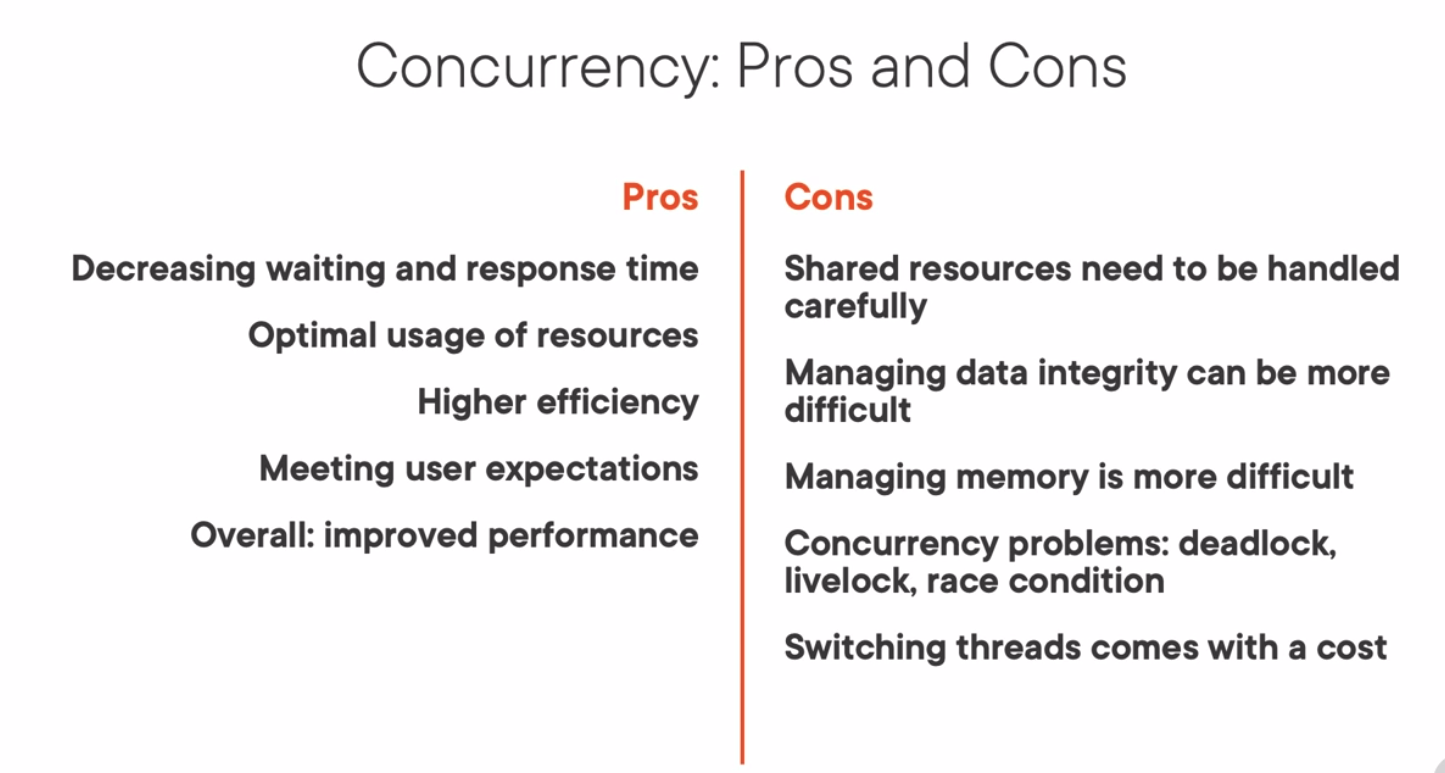 Concurrency: Pros and Cons
Pros
Decreasing waiting and response time
Optimal usage of resources
Higher efficiency
Meeting user expectations
Overall: improved performance
Cons
Shared resources need to be handled
carefully
Managing data integrity can be more
difficult
Managing memory is more difficult
Concurrency problems: deadlock,
livelock, race condition
Switching threads comes with a cost